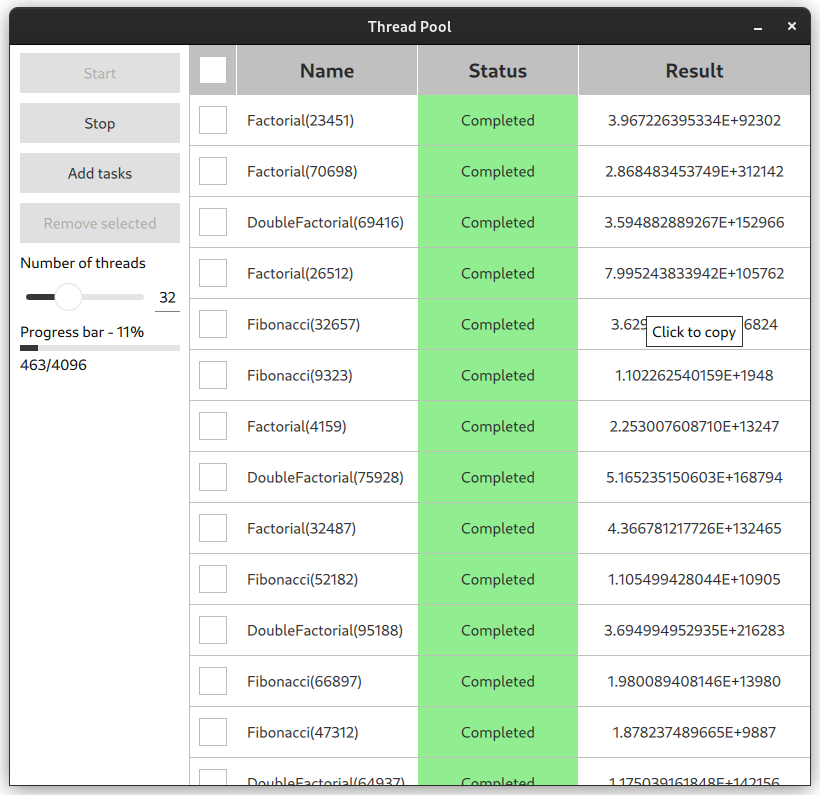 Thread Pool
Start
Stop
Add tasks
Remove selected
Number of threads
32
Progress bar - 11%
463/4096
Name Status Result
Factorial(23451) Completed 3.967226395334E+92302
Factorial(70698) Completed 2.868483453749E+312142
DoubleFactorial(69416) Completed 3.594882889267E+152966
Factorial(26512) Completed 7.995243833942E+105762
Fibonacci(32657) Completed 3.629 6824
Click to copy
Fibonacci(9323) Completed 1.102262540159E+1948
Factorial(4159) Completed 2.253007608710E+13247
DoubleFactorial(75928) Completed 5.165235150603E+168794
Factorial(32487) Completed 4.366781217726E+132465
Fibonacci(52182) Completed 1.105499428044E+10905
DoubleFactorial(95188) Completed 3.694994952935E+216283
Fibonacci(66897) Completed 1.980089408146E+13980
Fibonacci(47312) Completed 1.878237489665E+9887
DoubleFactorial(64937) Completed 1.175039161848E+142156